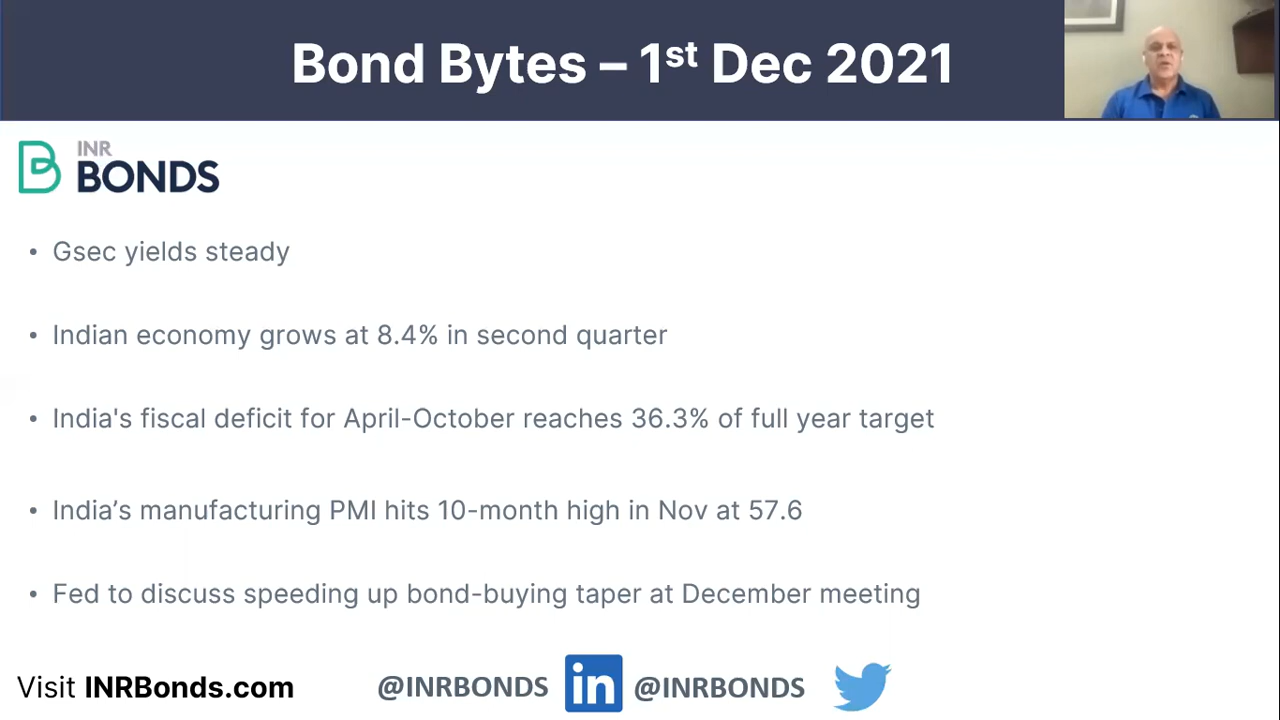 Bond Bytes – 1st Dec 2021
INR
BONDS
• Gsec yields steady
• Indian economy grows at 8.4% in second quarter
• India's fiscal deficit for April-October reaches 36.3% of full year target
• India’s manufacturing PMI hits 10-month high in Nov at 57.6
• Fed to discuss speeding up bond-buying taper at December meeting
Visit INRBonds.com @INRBONDS in @INRBONDS